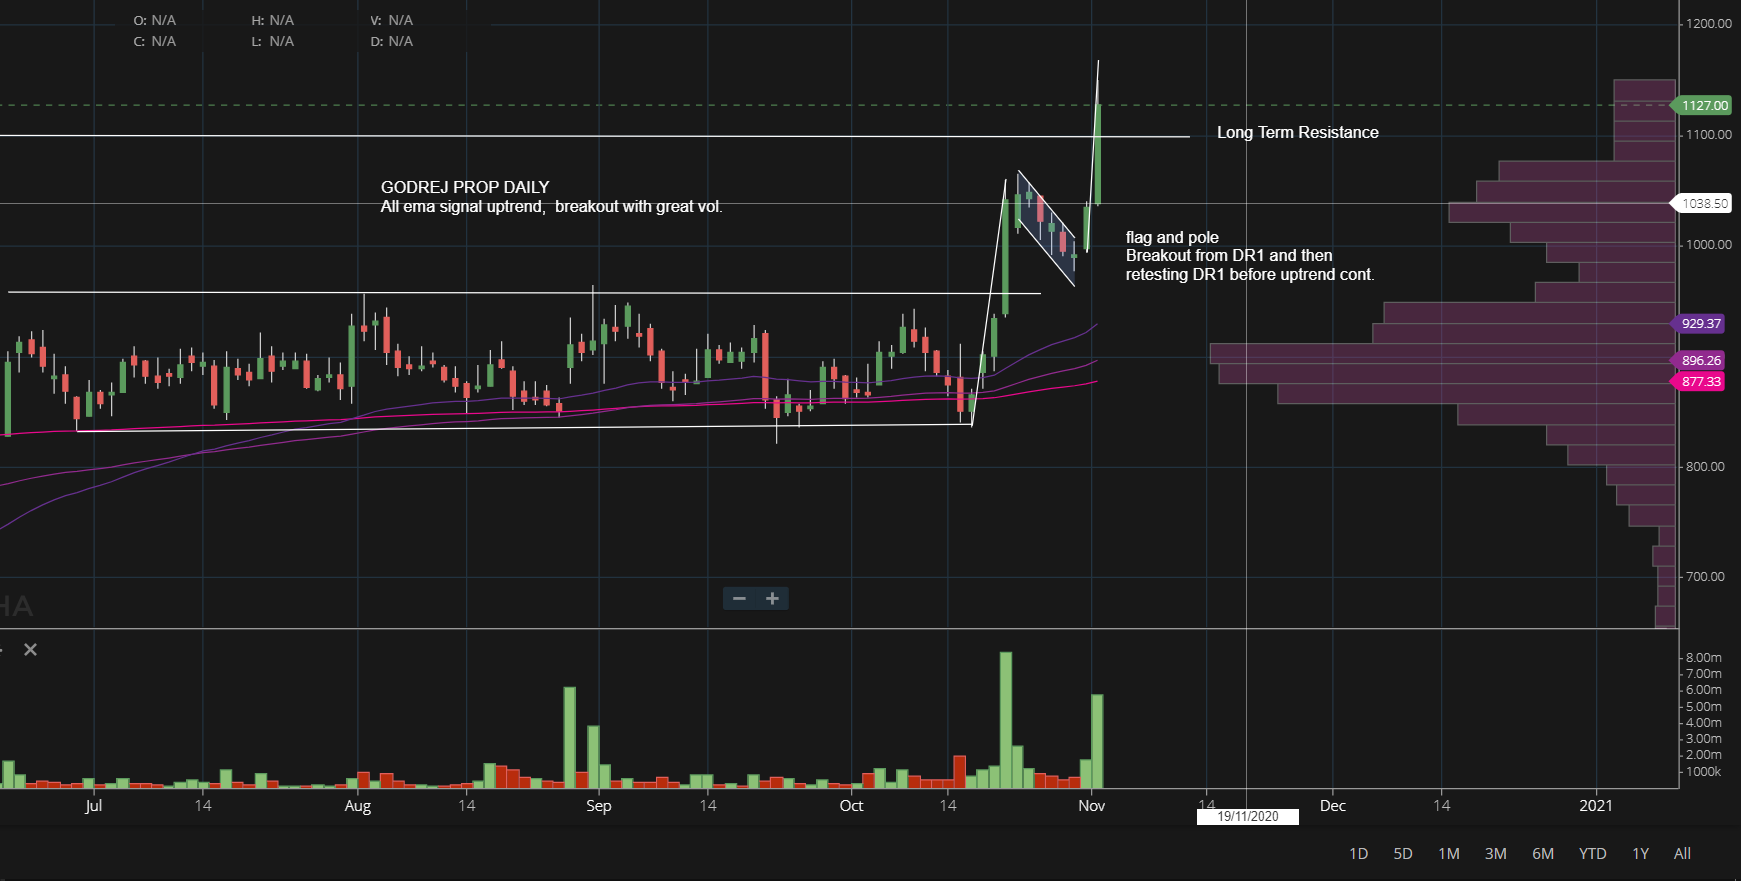 O: N/A H: N/A V: N/A
C: N/A L: N/A D: N/A
1200.00
1127.00
Long Term Resistance
1100.00
GODREJ PROP DAILY
All ema signal uptrend, breakout with great vol.
1038.50
flag and pole
1000.00
Breakout from DR1 and then
retesting DR1 before uptrend cont.
929.37
896.26
877.33
800.00
700.00
HA
8.00m
7.00m
6.00m
5.00m
4.00m
3.00m
2.00m
1000k
Jul 14 Aug 14 Sep 14 Oct 14 Nov 14 Dec 14 2021
19/11/2020
1D 5D 1M 3M 6M YTD 1Y All